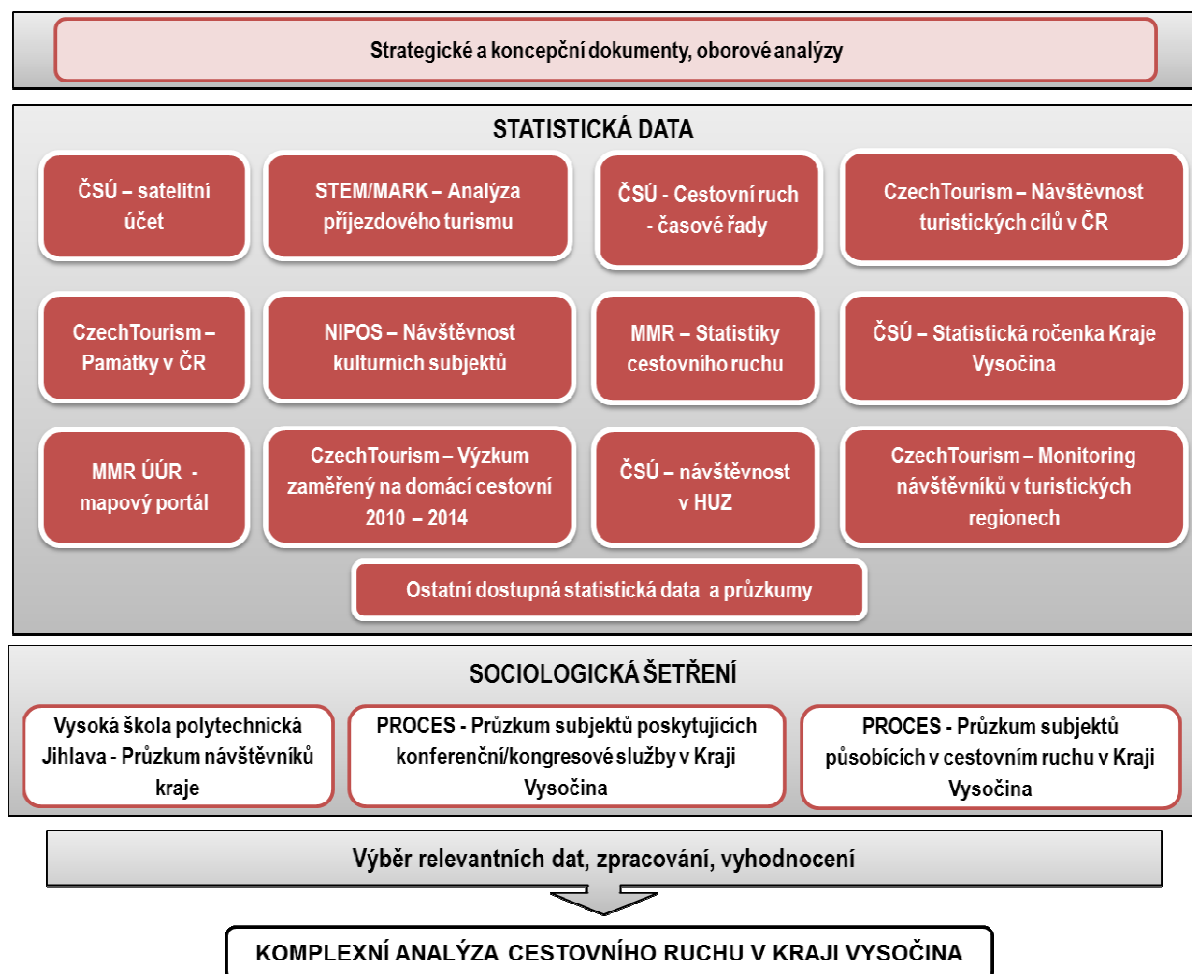 Strategické a koncepční dokumenty, oborové analýzy
STATISTICKÁ DATA
ČSÚ – satelitní
účet
STEM/MARK – Analýza
příjezdového turismu
ČSÚ - Cestovní ruch
- časové řady
CzechTourism – Návštěvnost
turistických cílů v ČR
CzechTourism –
Památky v ČR
NIPOS – Návštěvnost
kulturních subjektů
MMR – Statistiky
cestovního ruchu
ČSÚ – Statistická ročenka Kraje
Vysočina
MMR ÚÚR -
mapový portál
CzechTourism – Výzkum
zaměřený na domácí cestovní
2010 – 2014
ČSÚ – návštěvnost
v HUZ
CzechTourism – Monitoring
návštěvníků v turistických
regionech
Ostatní dostupná statistická data a průzkumy
SOCIOLOGICKÁ ŠETŘENÍ
Vysoká škola polytechnická
Jihlava - Průzkum návštěvníků
kraje
PROCES - Průzkum subjektů poskytujících
konferenční/kongresové služby v Kraji
Vysočina
PROCES - Průzkum subjektů
působících v cestovním ruchu v Kraji
Vysočina
Výběr relevantních dat, zpracování, vyhodnocení
KOMPLEXNÍ ANALÝZA CESTOVNÍHO RUCHU V KRAJI VYSOČINA